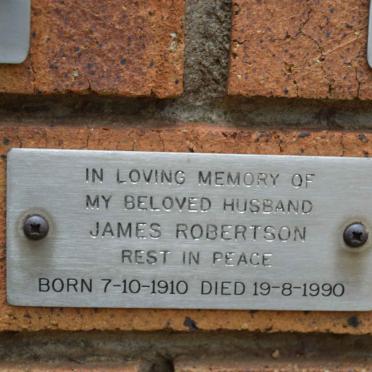 IN LOVING MEMORY OF
MY BELOVED HUSBAND
JAMES ROBERTSON
REST IN PEACE
BORN 7-10-1910 DIED 19-8-1990